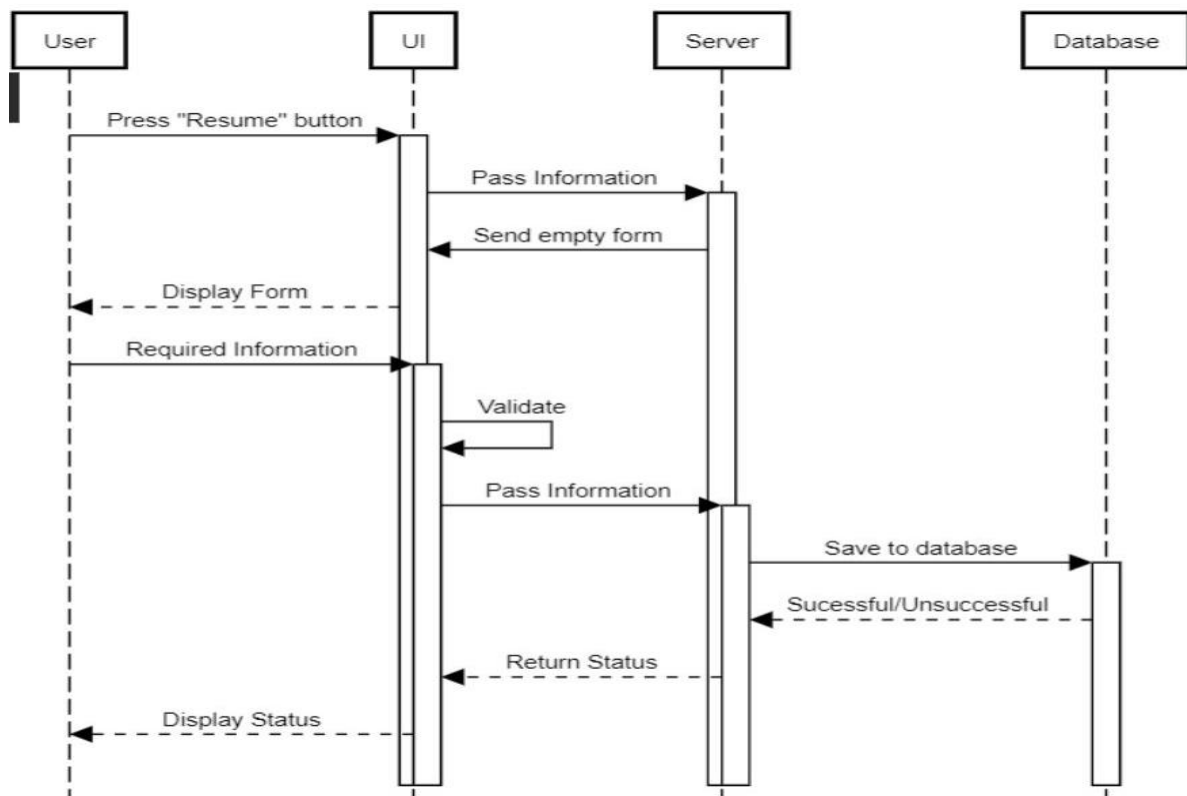 User
UI
Server
Database
Press "Resume" button
Pass Information
Send empty form
Display Form
Required Information
Validate
Pass Information
Save to database
Sucessful/Unsuccessful
Return Status
Display Status